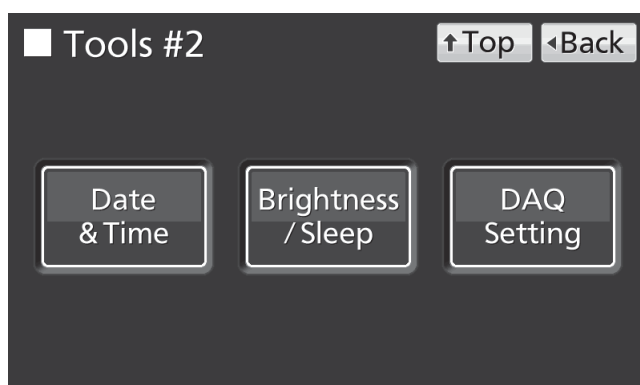 Tools #2
↑Top
◂Back
Date
& Time
Brightness
/ Sleep
DAQ
Setting